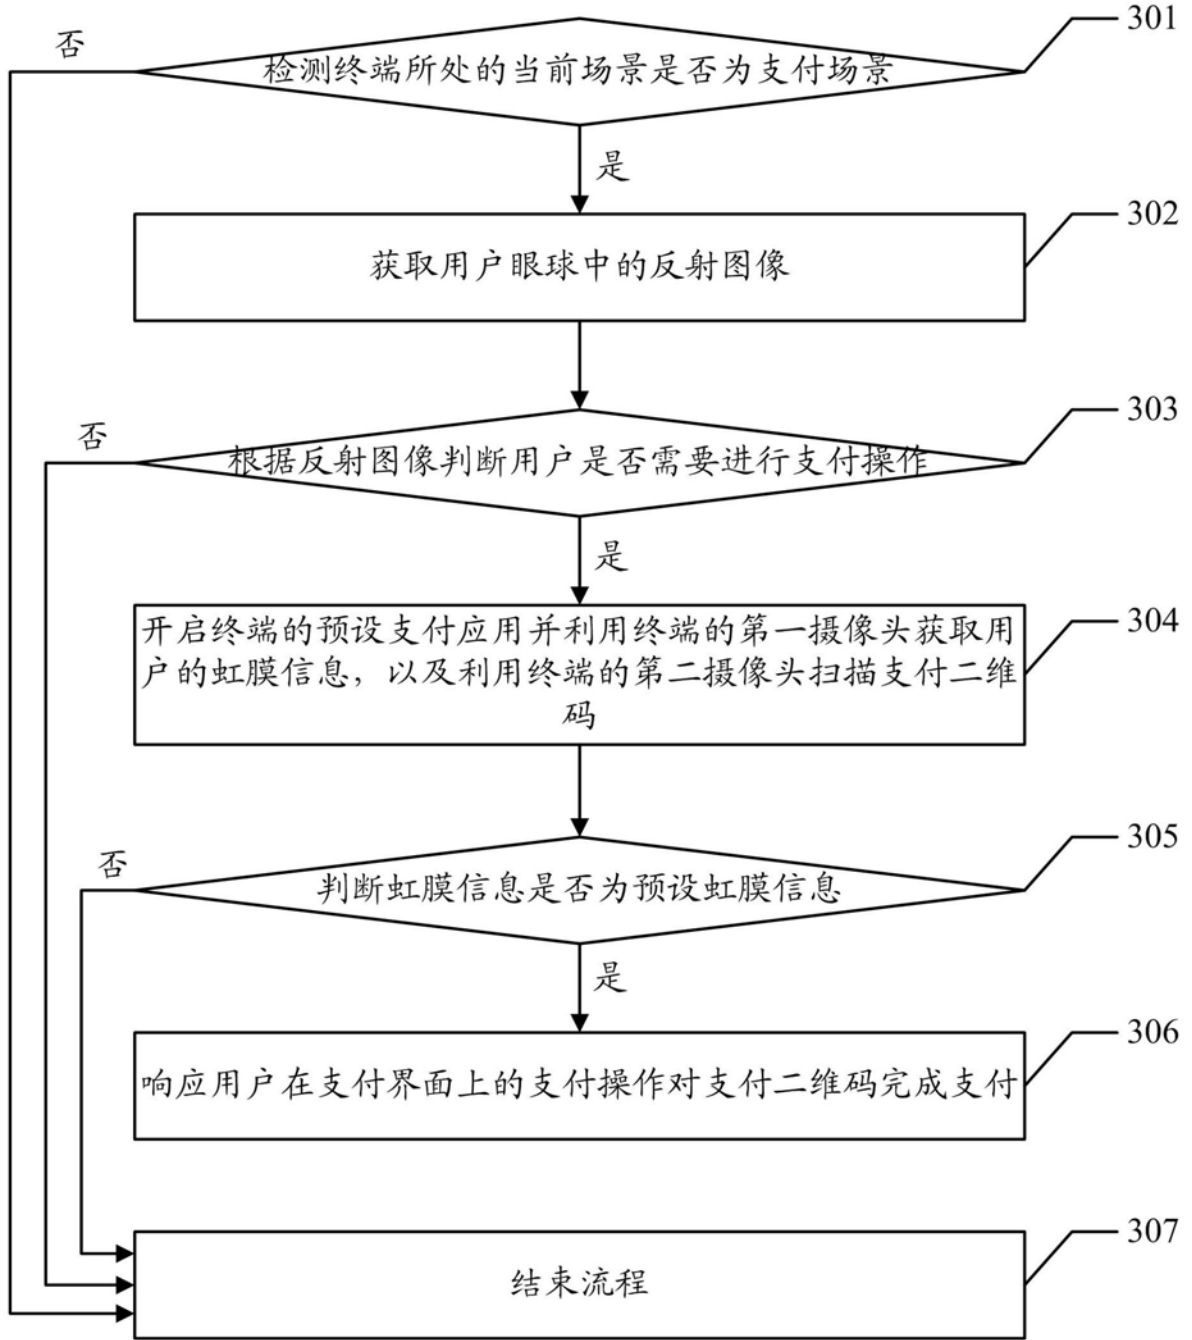 301
否
检测终端所处的当前场景是否为支付场景
是
302
获取用户眼球中的反射图像
303
否
根据反射图像判断用户是否需要进行支付操作
是
304
开启终端的预设支付应用并利用终端的第一摄像头获取用
户的虹膜信息，以及利用终端的第二摄像头扫描支付二维
码
305
否
判断虹膜信息是否为预设虹膜信息
是
306
响应用户在支付界面上的支付操作对支付二维码完成支付
307
结束流程